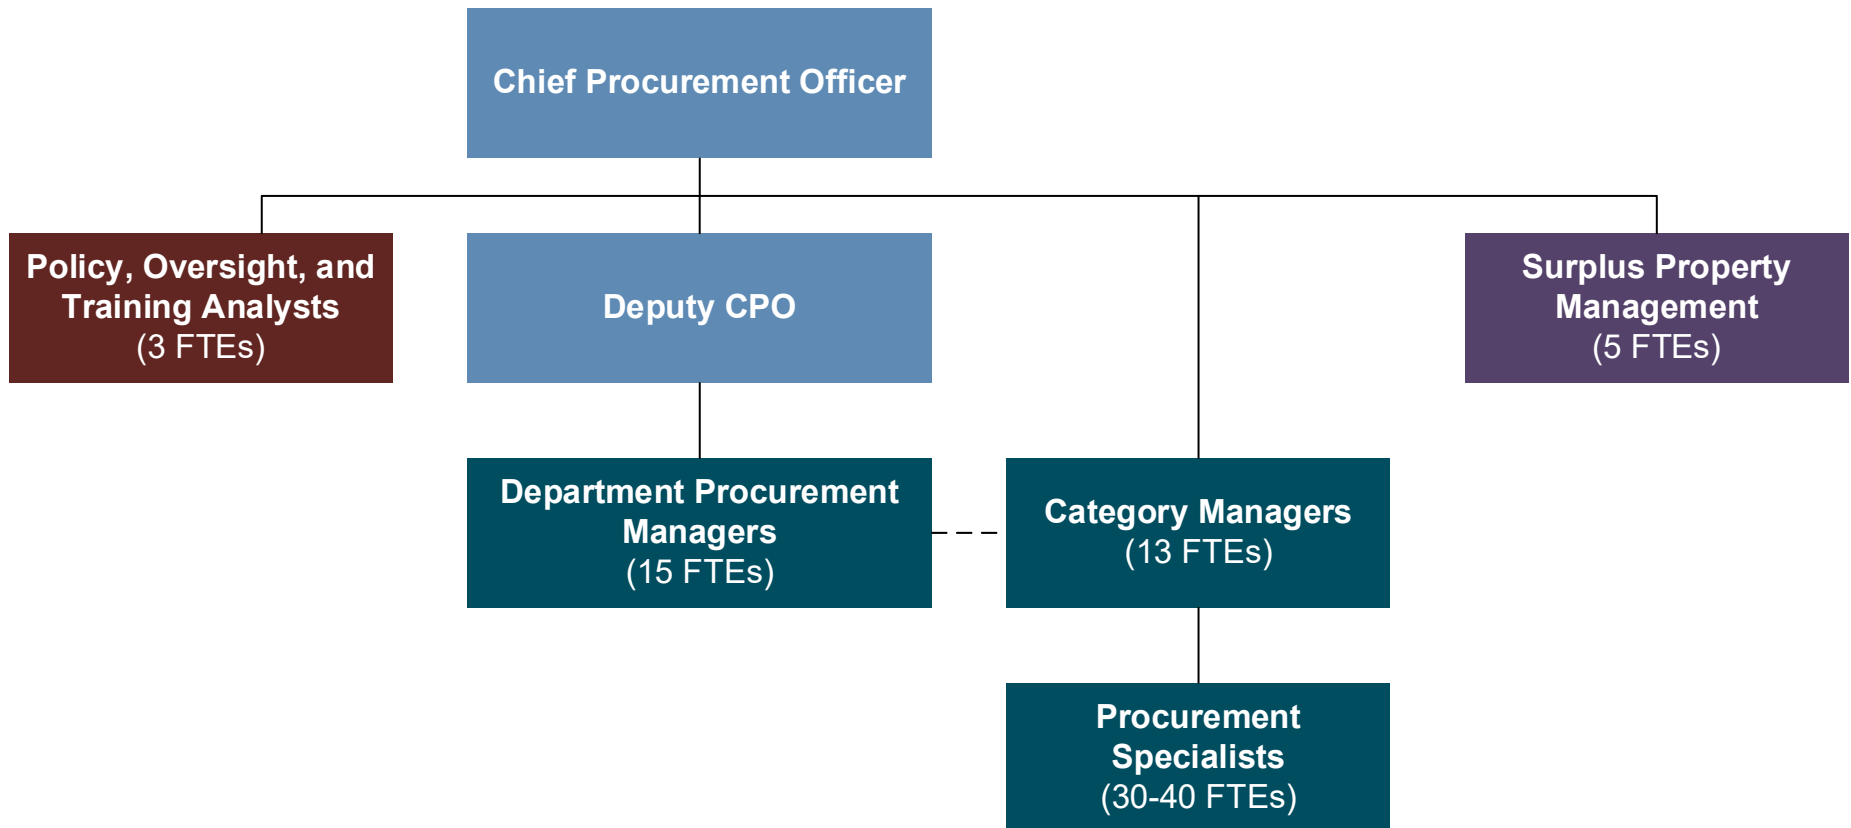 Chief Procurement Officer
Policy, Oversight, and
Training Analysts
(3 FTEs)
Deputy CPO
Surplus Property
Management
(5 FTEs)
Department Procurement
Managers
(15 FTEs)
Category Managers
(13 FTEs)
Procurement
Specialists
(30-40 FTEs)